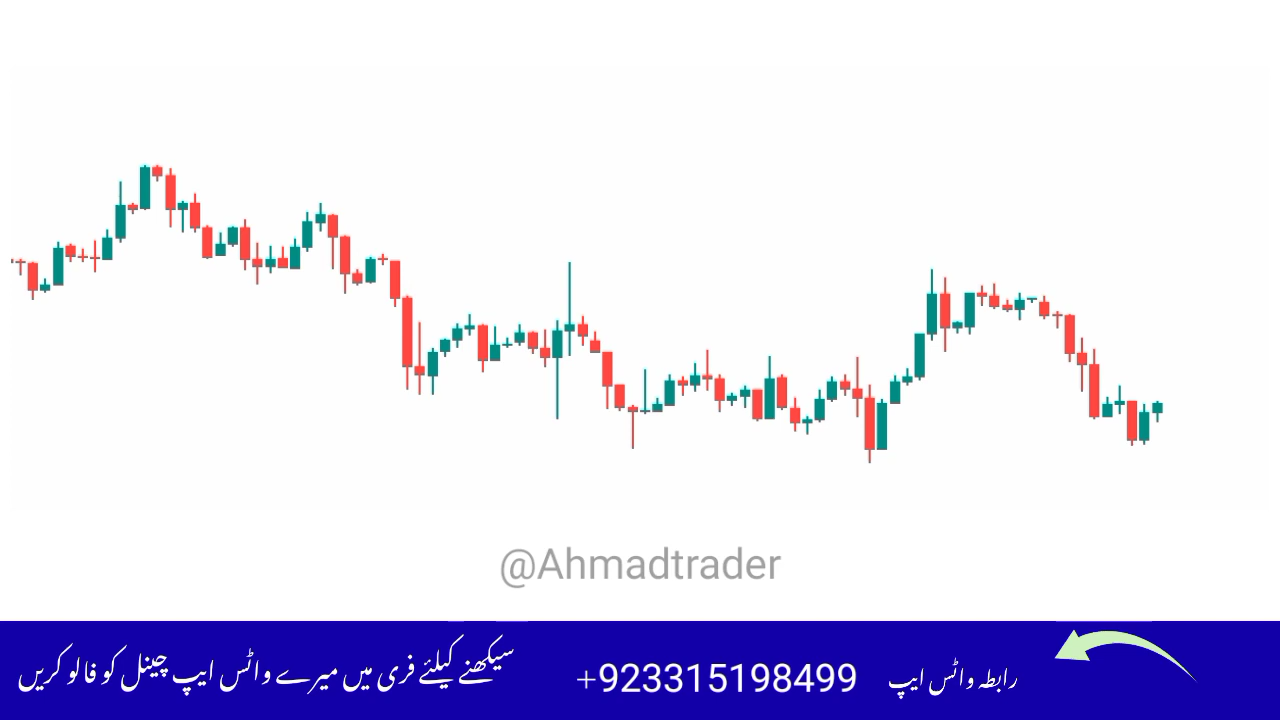 @Ahmadtrader
سیکھنے کیلئے فری میں میرے واٹس ایپ چینل کو فالو کریں
+923315198499
رابطہ واٹس ایپ